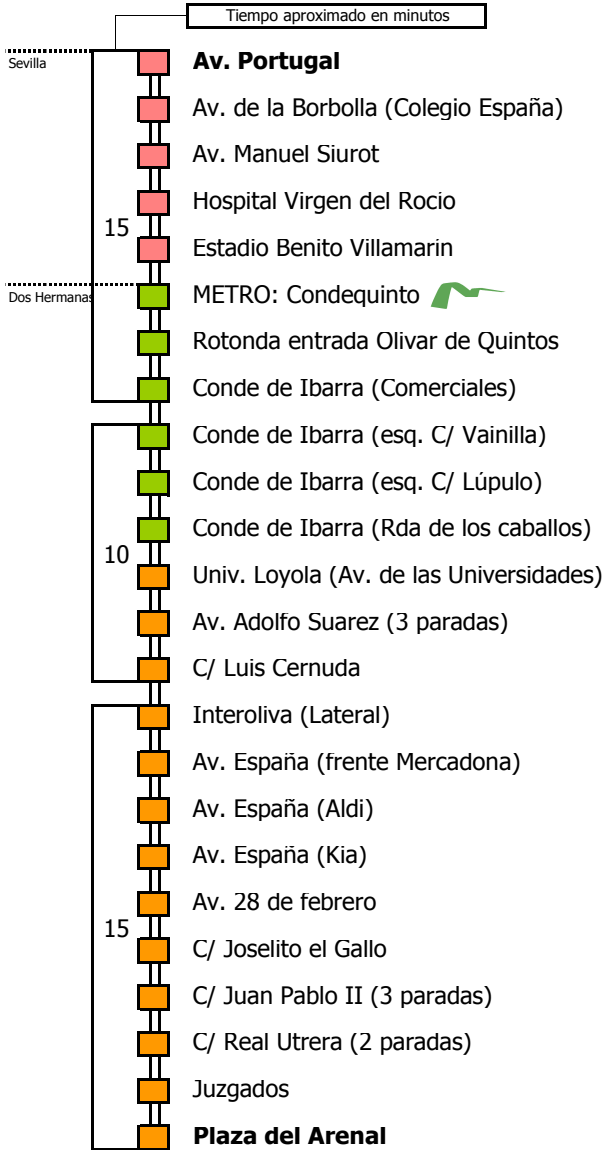 Tiempo aproximado en minutos
Sevilla
Av. Portugal
Av. de la Borbolla (Colegio España)
Av. Manuel Siurot
Hospital Virgen del Rocio
15
Estadio Benito Villamarin
Dos Hermanas
METRO: Condequinto
Rotonda entrada Olivar de Quintos
Conde de Ibarra (Comerciales)
Conde de Ibarra (esq. C/ Vainilla)
Conde de Ibarra (esq. C/ Lúpulo)
Conde de Ibarra (Rda de los caballos)
10
Univ. Loyola (Av. de las Universidades)
Av. Adolfo Suarez (3 paradas)
C/ Luis Cernuda
Interoliva (Lateral)
Av. España (frente Mercadona)
Av. España (Aldi)
Av. España (Kia)
Av. 28 de febrero
15
C/ Joselito el Gallo
C/ Juan Pablo II (3 paradas)
C/ Real Utrera (2 paradas)
Juzgados
Plaza del Arenal